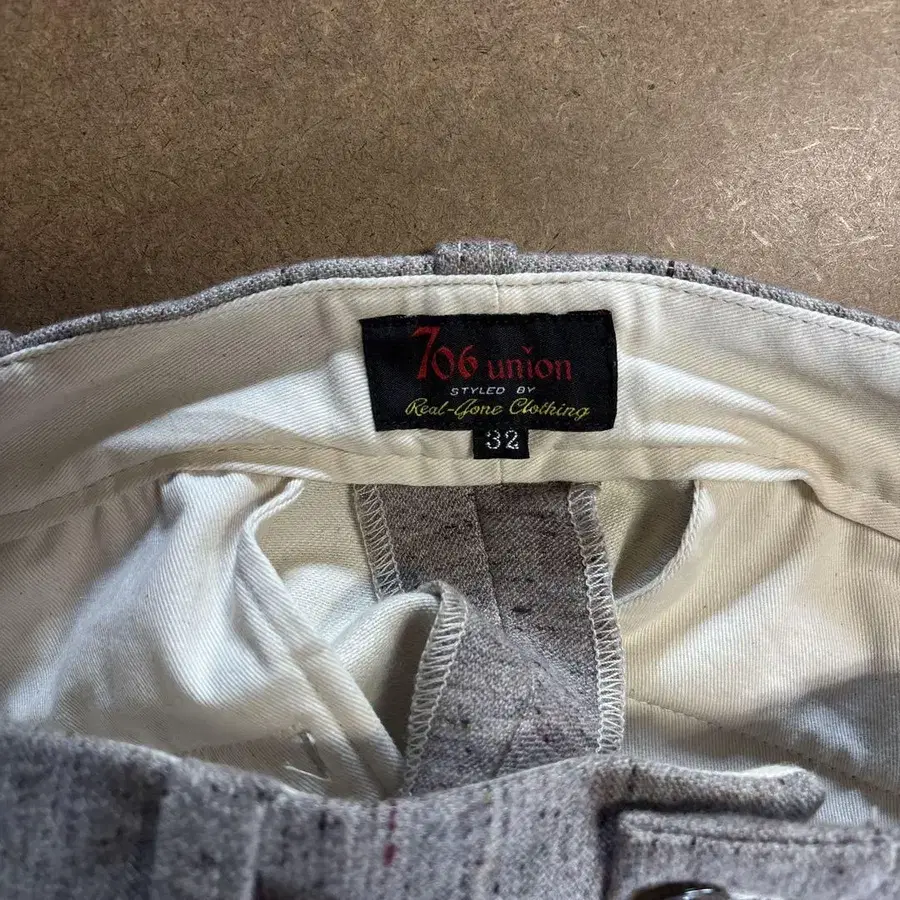 706 union
STYLED BY
Real-Gone Clothing
32